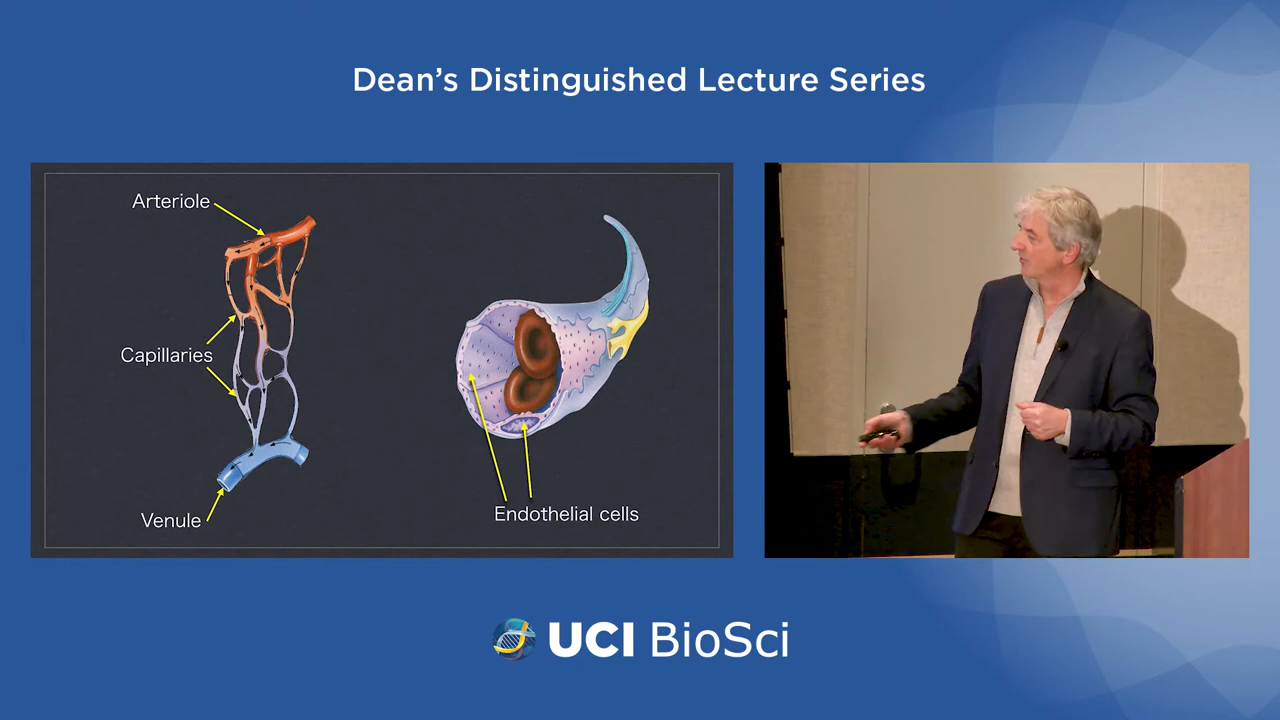 Dean’s Distinguished Lecture Series
Arteriole
Capillaries
Venule
Endothelial cells
UCI BioSci